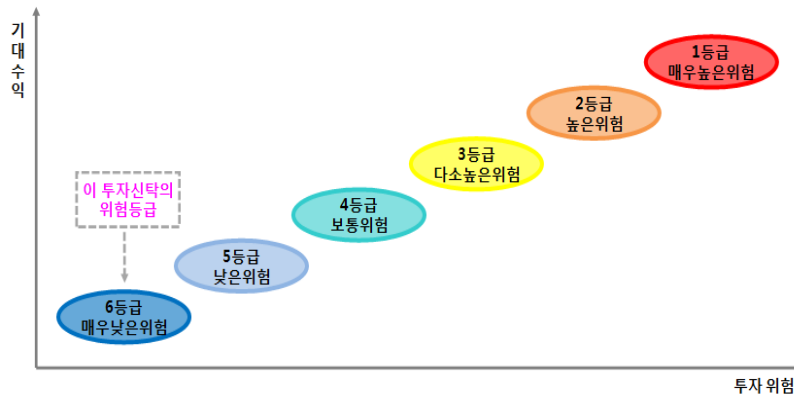 기대수익
1등급
매우높은위험
2등급
높은위험
3등급
다소높은위험
이 투자신탁의
위험등급
4등급
보통위험
5등급
낮은위험
6등급
매우낮은위험
투자 위험